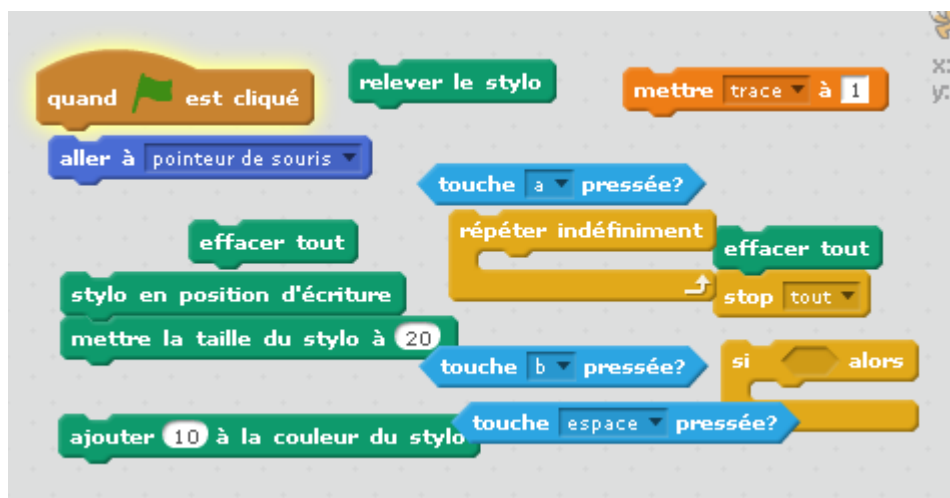 quand est cliqué
relever le stylo
mettre trace à 1
x:
y:
aller à pointeur de souris
touche a pressée?
répéter indéfiniment
effacer tout
effacer tout
stylo en position d'écriture
stop tout
mettre la taille du stylo à 20
touche b pressée?
si alors
ajouter 10 à la couleur du stylo
touche espace pressée?